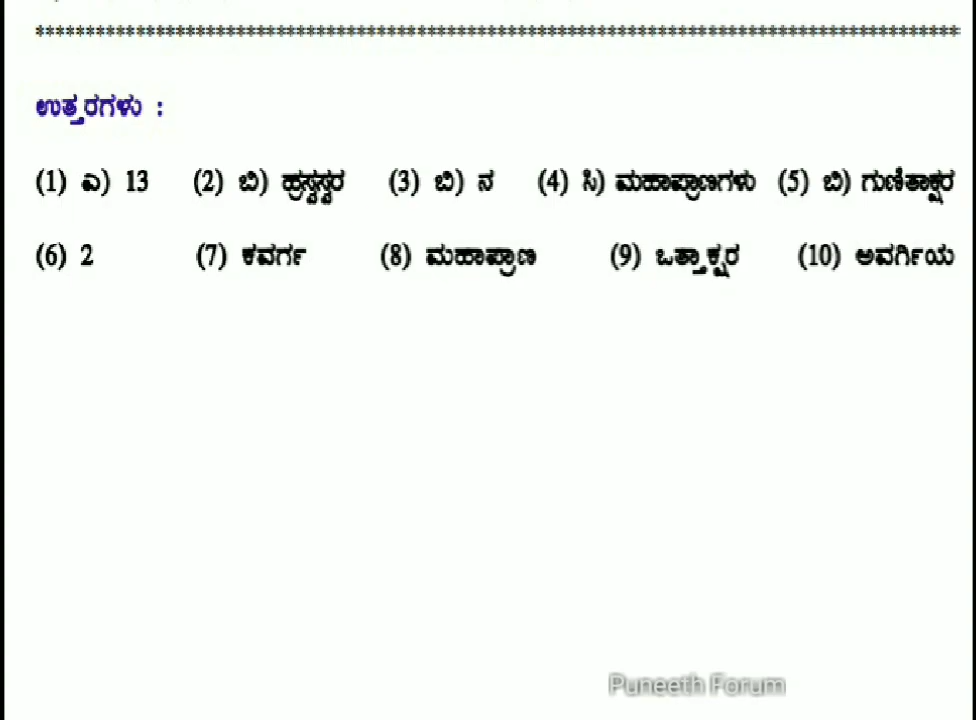 ********************************************************************************************
ಉತ್ತರಗಳು :
(1) ಎ) 13 (2) ಬಿ) ಹ್ರಸ್ವಸ್ವರ (3) ಬಿ) ನ (4) ಸಿ) ಮಹಾಪ್ರಾಣಗಳು (5) ಬಿ) ಗುಣಿತಾಕ್ಷರ
(6) 2 (7) ಕವರ್ಗ (8) ಮಹಾಪ್ರಾಣ (9) ಒತ್ತಾಕ್ಷರ (10) ಅವರ್ಗಿಯ
Puneeth Forum